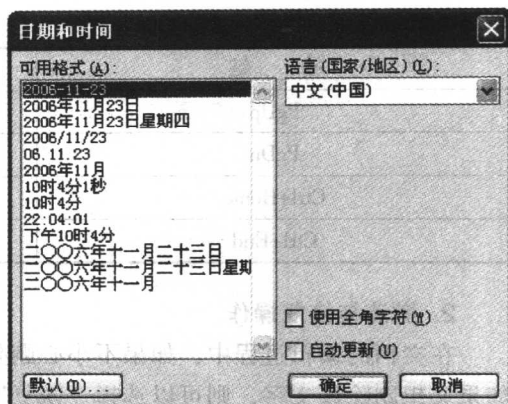 日期和时间
可用格式(A):
2006-11-23
2006年11月23日
2006年11月23日星期四
2006/11/23
06.11.23
2006年11月
10时4分1秒
10时4分
22:04:01
下午10时4分
二〇〇六年十一月二十三日
二〇〇六年十一月二十三日星期
二〇〇六年十一月
语言(国家/地区)(L):
中文(中国)
使用全角字符(W)
自动更新(U)
默认(D)...
确定
取消